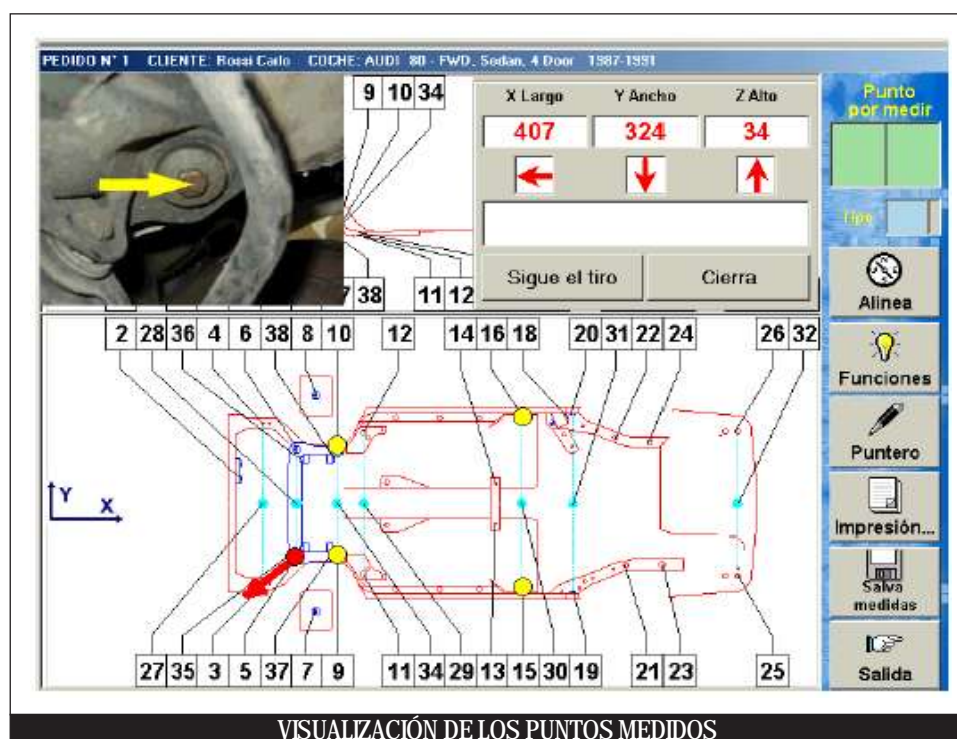 PEDIDO N° 1 CLIENTE: Rossi Carlo COCHE: AUDI 80 - FWD, Sedan, 4 Door 1987-1991
9 10 34
X Largo Y Ancho Z Alto
407 324 34
Sigue el tiro Cierra
38 11 12
Punto
por medir
Tipo
Alinea
Funciones
Puntero
Impresión...
Salva
medidas
Salida
2 28 36 4 6 38 8 10 12 14 16 18 20 31 22 24 26 32
Y
X
27 35 3 5 37 7 9 11 34 29 13 15 30 19 21 23 25
VISUALIZACIÓN DE LOS PUNTOS MEDIDOS